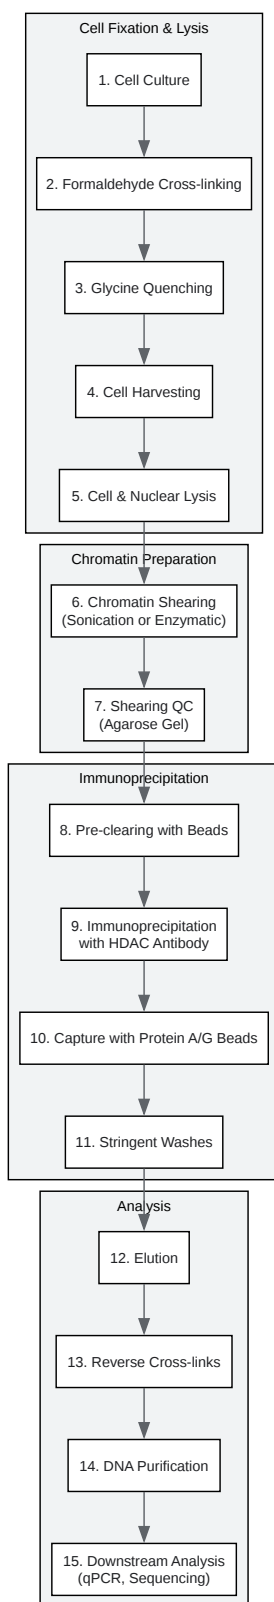 Cell Fixation & Lysis
1. Cell Culture
2. Formaldehyde Cross-linking
3. Glycine Quenching
4. Cell Harvesting
5. Cell & Nuclear Lysis
Chromatin Preparation
6. Chromatin Shearing
(Sonication or Enzymatic)
7. Shearing QC
(Agarose Gel)
Immunoprecipitation
8. Pre-clearing with Beads
9. Immunoprecipitation
with HDAC Antibody
10. Capture with Protein A/G Beads
11. Stringent Washes
Analysis
12. Elution
13. Reverse Cross-links
14. DNA Purification
15. Downstream Analysis
(qPCR, Sequencing)